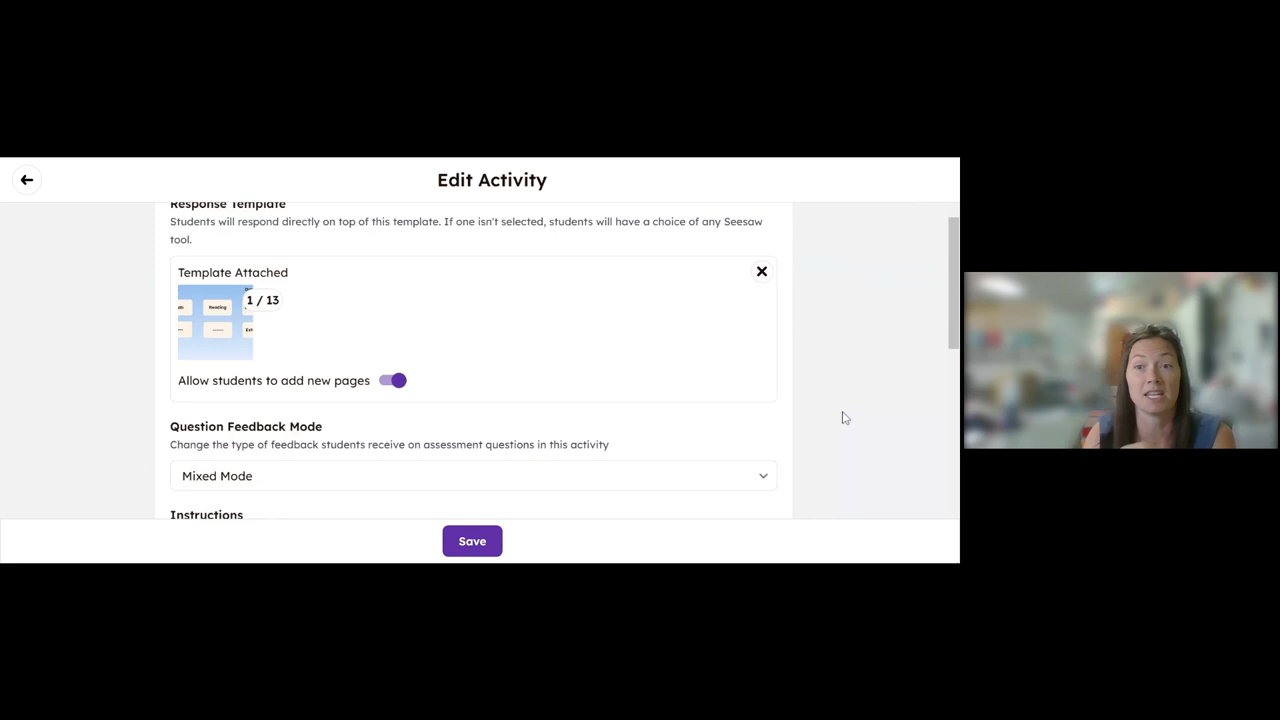 Edit Activity
Response Template
Students will respond directly on top of this template. If one isn't selected, students will have a choice of any Seesaw
tool.
Template Attached
1 / 13
Reading
Allow students to add new pages
Question Feedback Mode
Change the type of feedback students receive on assessment questions in this activity
Mixed Mode
Instructions
Save